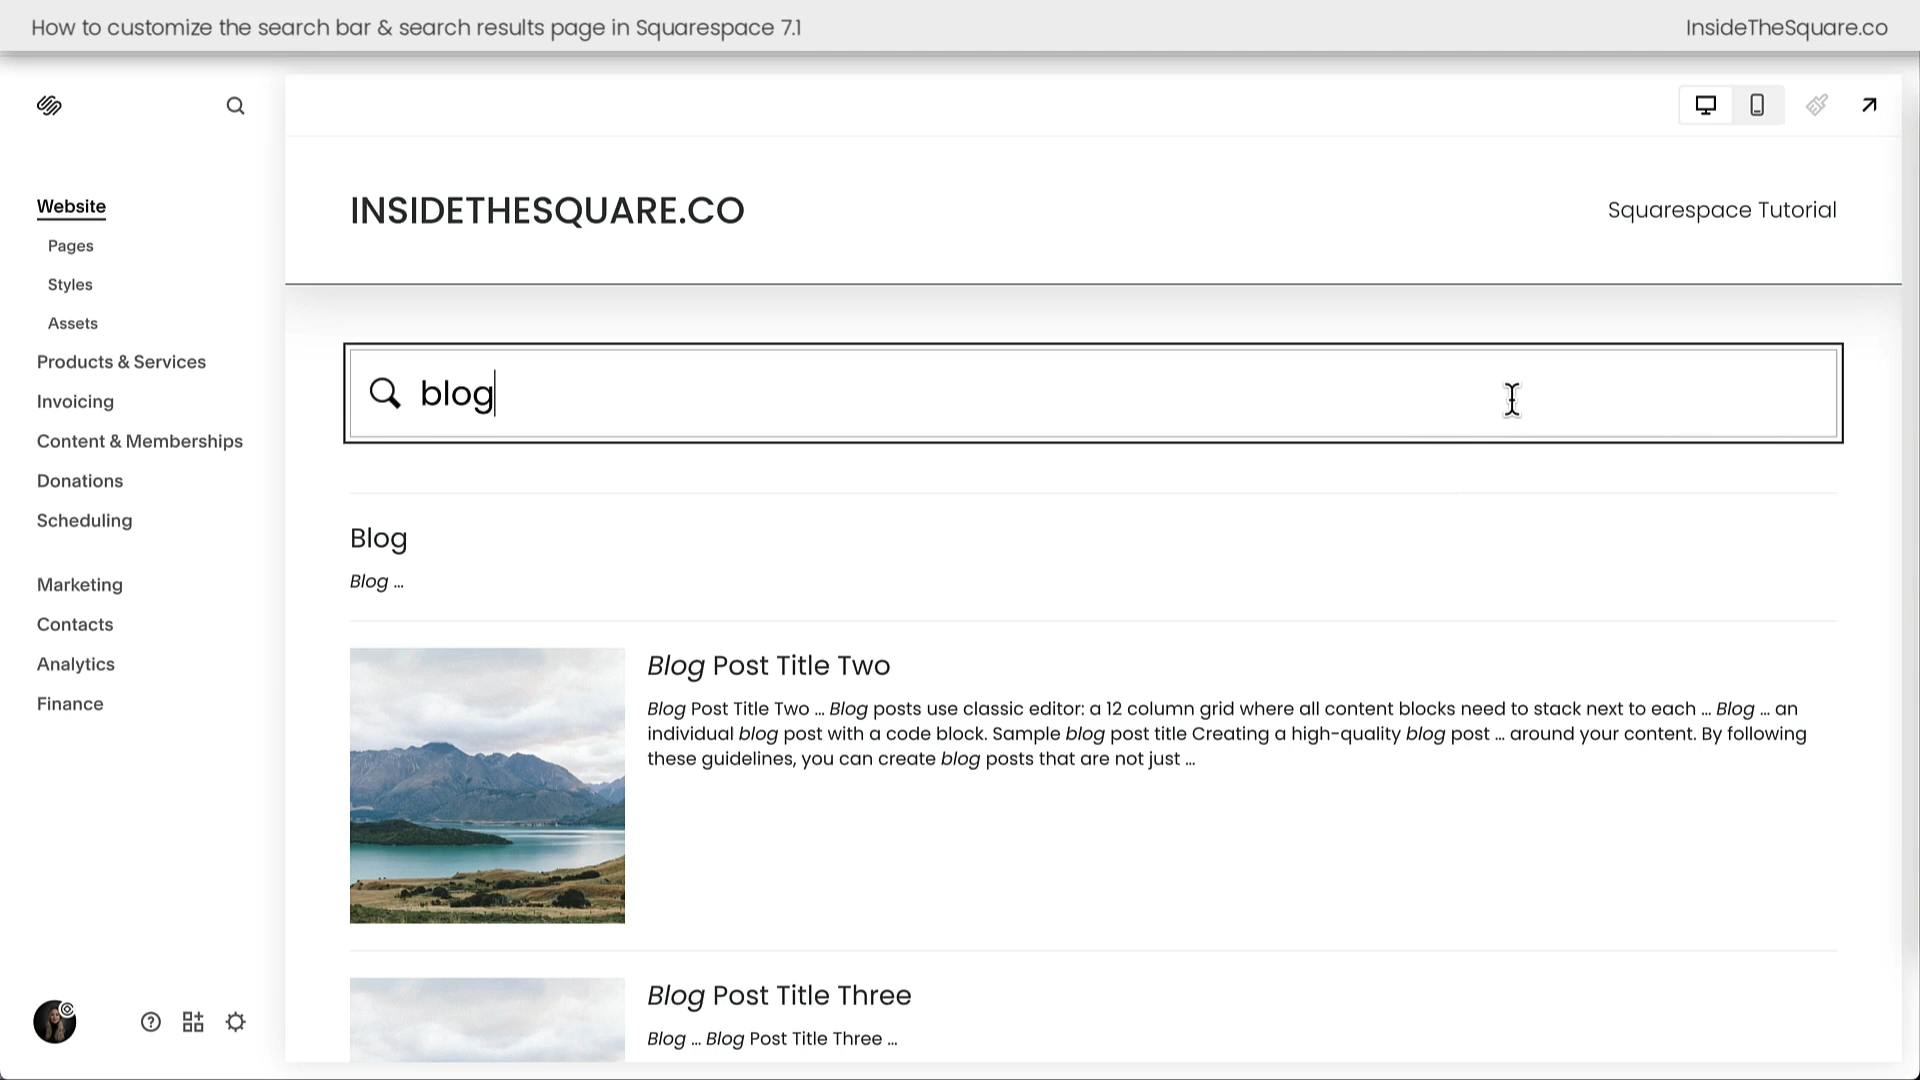 How to customize the search bar & search results page in Squarespace 7.1
InsideTheSquare.co
Website
Pages
Styles
Assets
Products & Services
Invoicing
Content & Memberships
Donations
Scheduling
Marketing
Contacts
Analytics
Finance
INSIDETHESQUARE.CO
Squarespace Tutorial
blog
Blog
Blog ...
Blog Post Title Two
Blog Post Title Two ... Blog posts use classic editor: a 12 column grid where all content blocks need to stack next to each ... Blog ... an
individual blog post with a code block. Sample blog post title Creating a high-quality blog post ... around your content. By following
these guidelines, you can create blog posts that are not just ...
Blog Post Title Three
Blog ... Blog Post Title Three ...